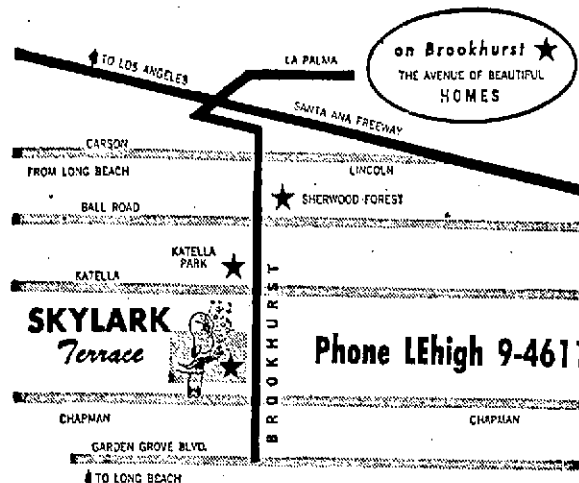 on Brookhurst
THE AVENUE OF BEAUTIFUL
HOMES
LA PALMA
TO LOS ANGELES
SANTA ANA FREEWAY
CARSON
LINCOLN
FROM LONG BEACH
SHERWOOD FOREST
BALL ROAD
KATELLA
PARK
KATELLA
BROOKHURST
SKYLARK
Terrace
Phone LEhigh 9-4617
CHAPMAN
CHAPMAN
GARDEN GROVE BLVD.
TO LONG BEACH